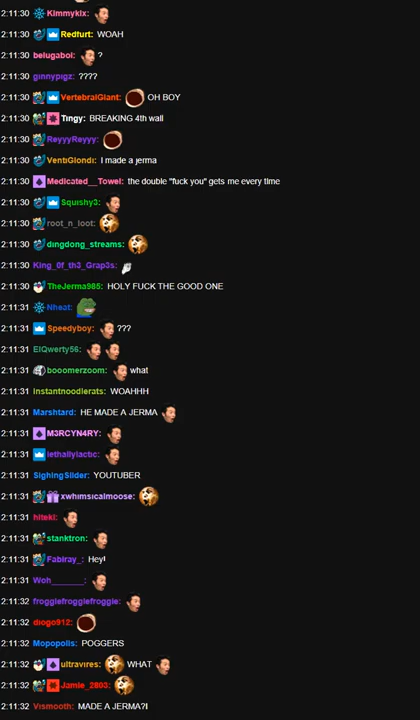 2:11:30 Kimmykix:
2:11:30 Redfurt: WOAH
2:11:30 belugaboi: ?
2:11:30 ginnypigz: ????
2:11:30 VertebralGiant: OH BOY
2:11:30 Tingy: BREAKING 4th wall
2:11:30 ReyyyReyyy:
2:11:30 VentiGlondi: I made a jerma
2:11:30 Medicated__Towel: the double "fuck you" gets me every time
2:11:30 Squishy3:
2:11:30 root_n_loot:
2:11:30 dingdong_streams:
2:11:30 King_0f_th3_Grap3s:
2:11:30 TheJerma985: HOLY FUCK THE GOOD ONE
2:11:31 Nheat:
2:11:31 Speedyboy: ???
2:11:31 ElQwerty56:
2:11:31 booomerzoom: what
2:11:31 Instantnoodlerats: WOAHHH
2:11:31 Marshtard: HE MADE A JERMA
2:11:31 M3RCYN4RY:
2:11:31 lethallylactic:
2:11:31 SighingSlider: YOUTUBER
2:11:31 xwhimsicalmoose:
2:11:31 hiteki:
2:11:31 stanktron:
2:11:31 Fabiray_: Hey!
2:11:31 Woh______:
2:11:32 froggiefroggiefroggie:
2:11:32 diogo912:
2:11:32 Mopopolis: POGGERS
2:11:32 ultravires: WHAT
2:11:32 Jamie_2803:
2:11:32 Vismooth: MADE A JERMA?!